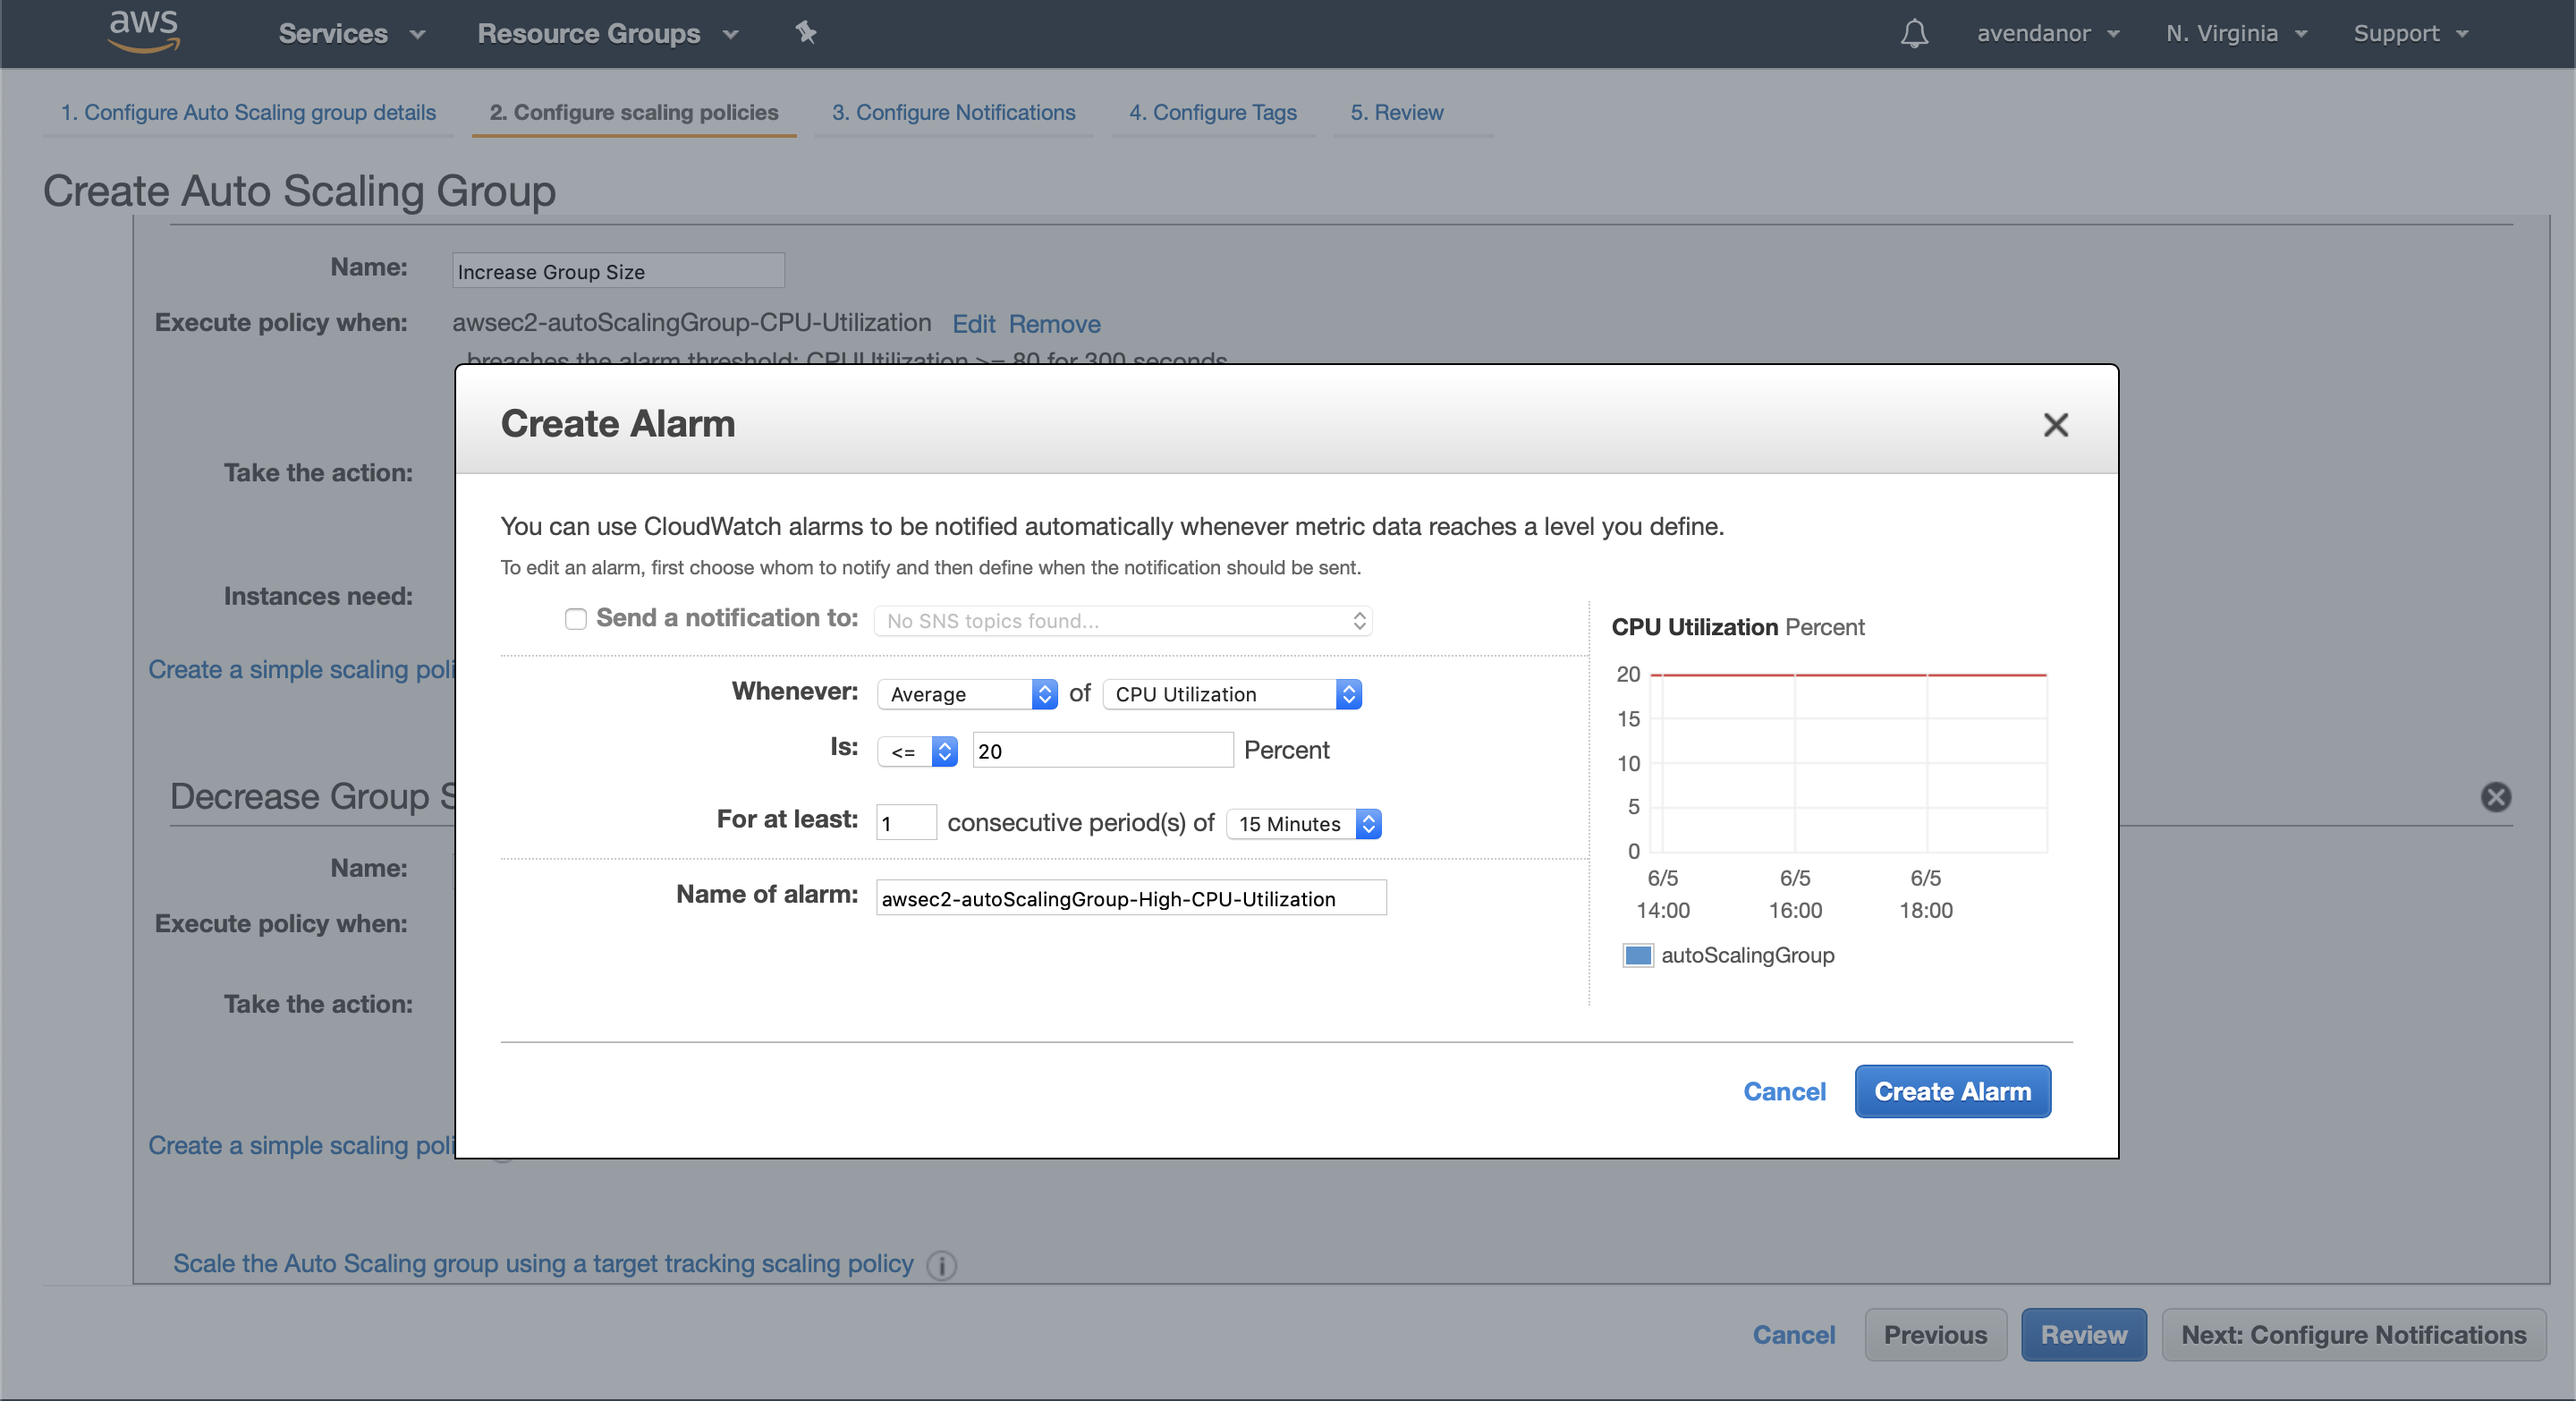 aws Services Resource Groups avendanor N. Virginia Support
1. Configure Auto Scaling group details 2. Configure scaling policies 3. Configure Notifications 4. Configure Tags 5. Review
Create Auto Scaling Group
Name: Increase Group Size
Execute policy when: awsec2-autoScalingGroup-CPU-Utilization Edit Remove
breaches the alarm threshold: CPUUtilization >= 80 for 300 seconds
Take the action:
Instances need:
Create a simple scaling poli
Decrease Group S
Name:
Execute policy when:
Take the action:
Create a simple scaling poli
Create Alarm
You can use CloudWatch alarms to be notified automatically whenever metric data reaches a level you define.
To edit an alarm, first choose whom to notify and then define when the notification should be sent.
Send a notification to: No SNS topics found...
Whenever: Average of CPU Utilization
Is: <= 20 Percent
For at least: 1 consecutive period(s) of 15 Minutes
Name of alarm: awsec2-autoScalingGroup-High-CPU-Utilization
CPU Utilization Percent
20
15
10
5
0
6/5 6/5 6/5
14:00 16:00 18:00
autoScalingGroup
Cancel Create Alarm
Scale the Auto Scaling group using a target tracking scaling policy
Cancel Previous Review Next: Configure Notifications